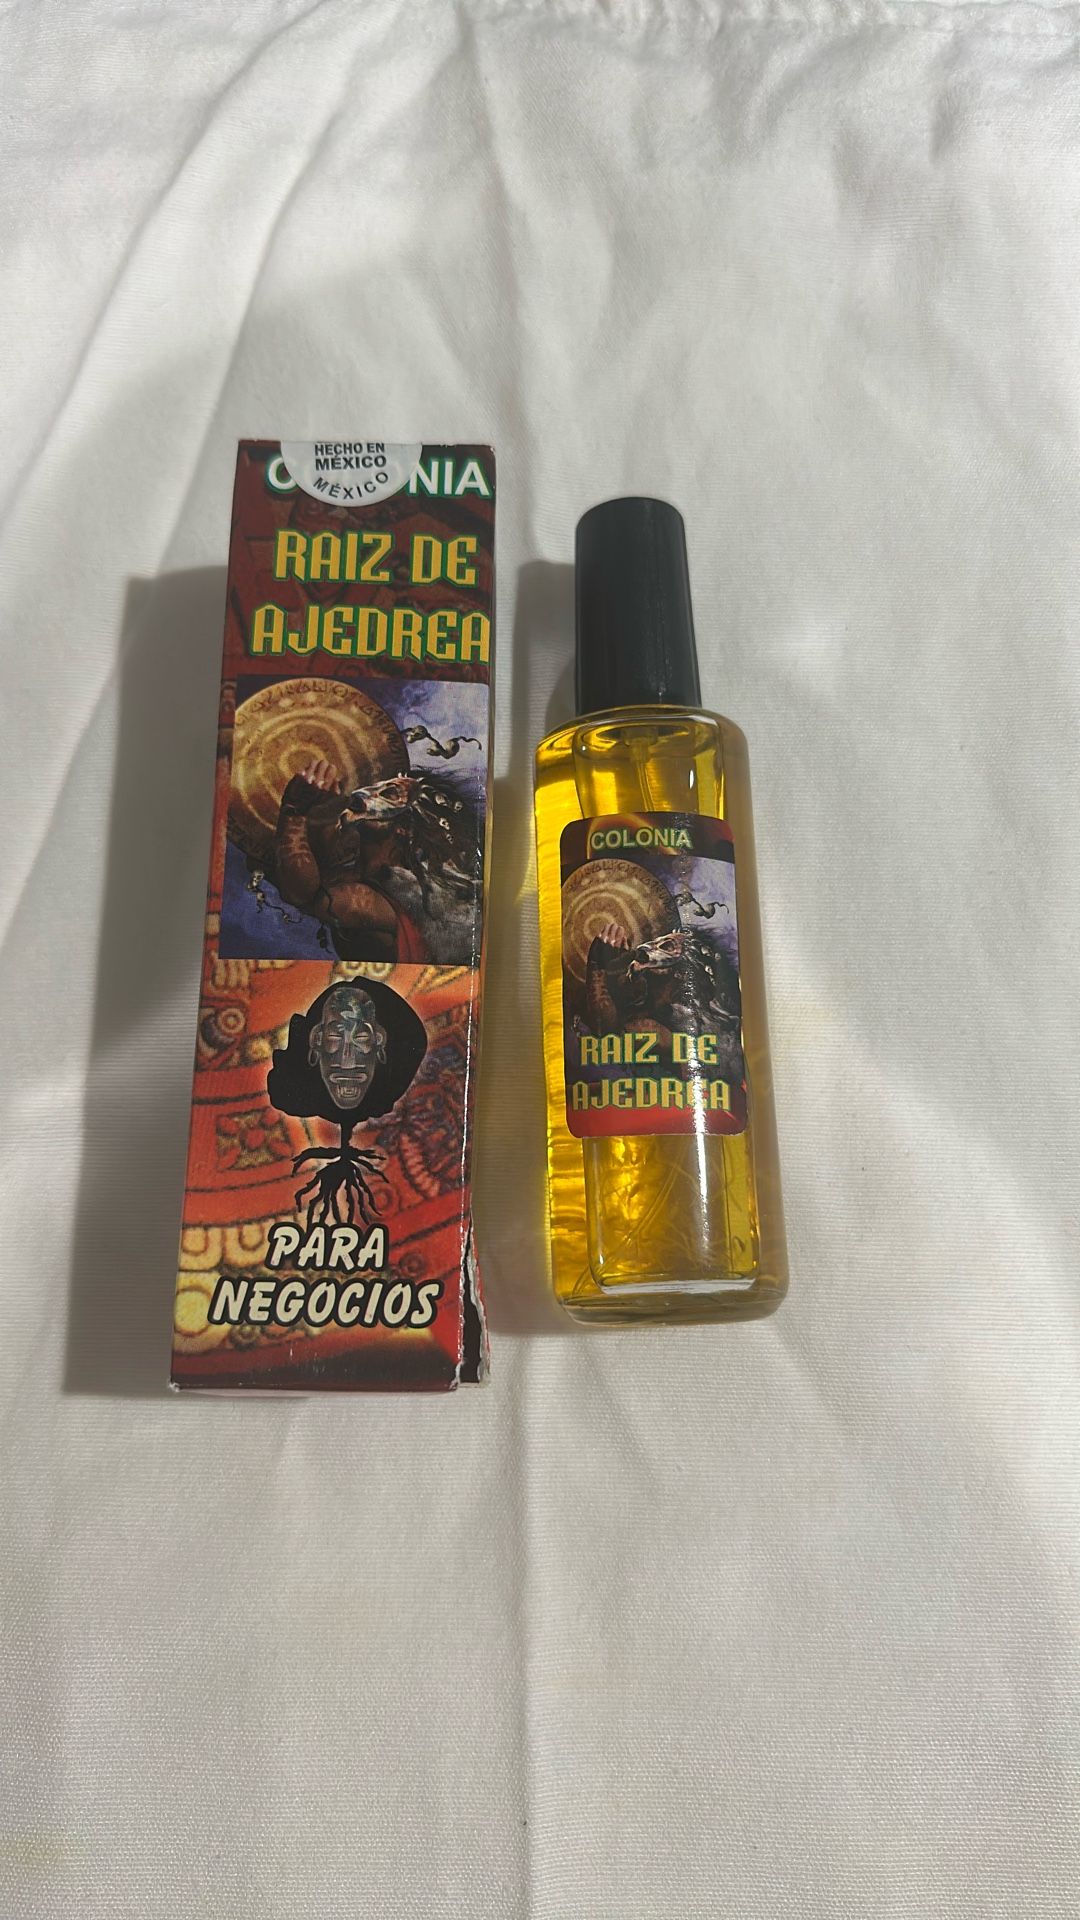 HECHO EN
MÉXICO
MÉXICO
COLONIA
RAIZ DE
AJEDREA
PARA
NEGOCIOS
COLONIA
RAIZ DE
AJEDREA